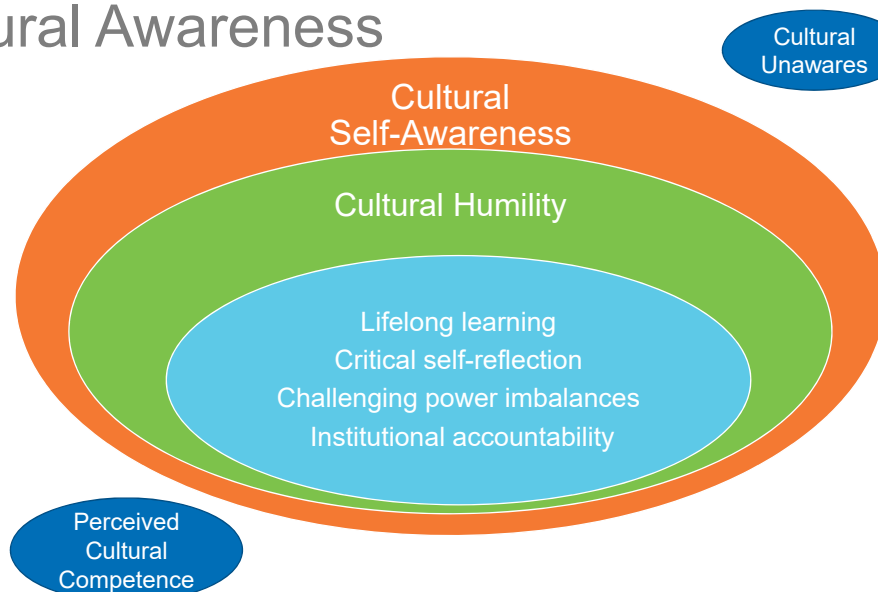 ural Awareness
Cultural
Unawares
Cultural
Self-Awareness
Cultural Humility
Lifelong learning
Critical self-reflection
Challenging power imbalances
Institutional accountability
Perceived
Cultural
Competence